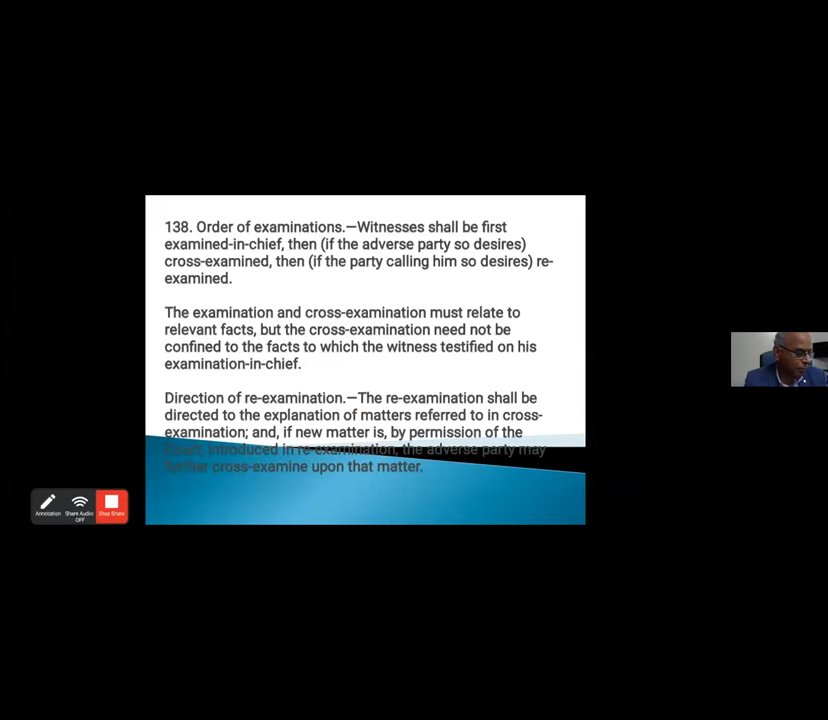 138. Order of examinations.—Witnesses shall be first
examined-in-chief, then (if the adverse party so desires)
cross-examined, then (if the party calling him so desires) re-
examined.
The examination and cross-examination must relate to
relevant facts, but the cross-examination need not be
confined to the facts to which the witness testified on his
examination-in-chief.
Direction of re-examination.—The re-examination shall be
directed to the explanation of matters referred to in cross-
examination; and, if new matter is, by permission of the
Court, introduced in re-examination, the adverse party may
further cross-examine upon that matter.
Annotation
Share Audio: OFF
Stop Share